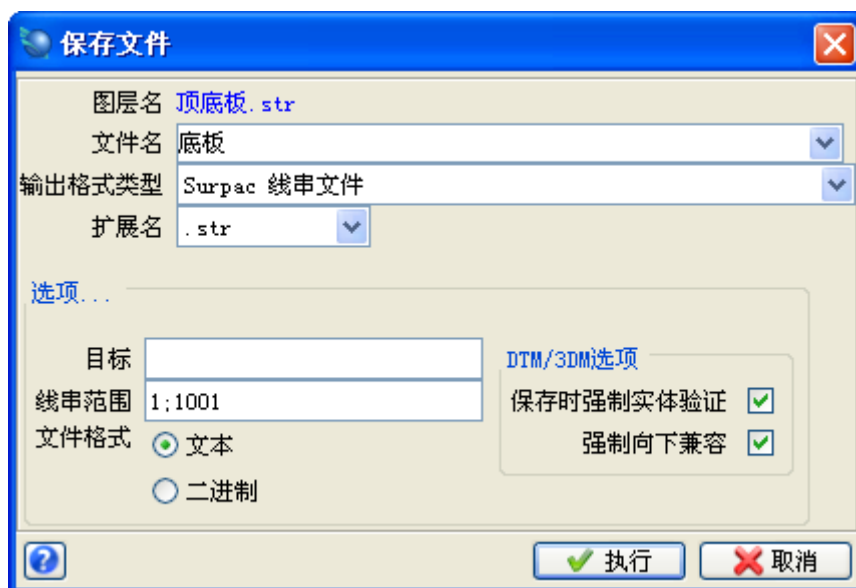 保存文件
图层名 顶底板.str
文件名 底板
输出格式类型 Surpac 线串文件
扩展名 .str
选项...
目标
DTM/3DM选项
线串范围 1;1001
保存时强制实体验证
文件格式 文本
强制向下兼容
二进制
执行 取消